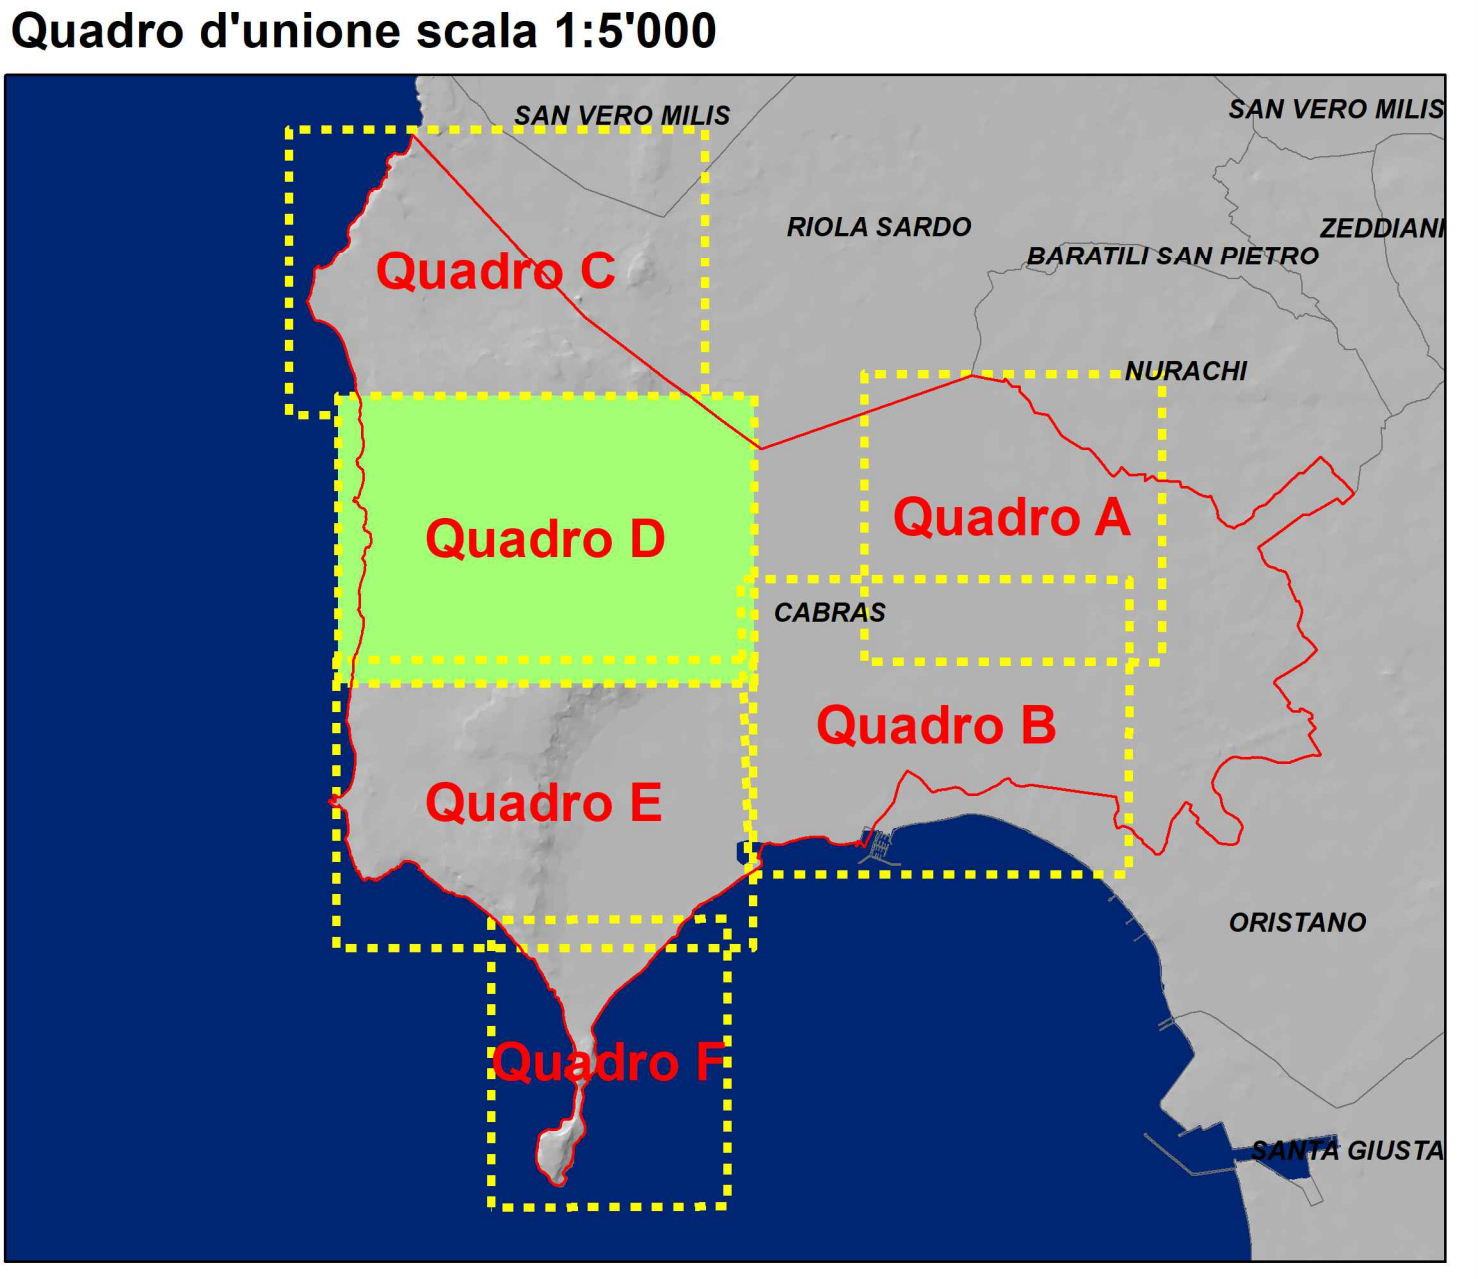 Quadro d'unione scala 1:5'000
SAN VERO MILIS
SAN VERO MILIS
RIOLA SARDO
ZEDDIANI
BARATILI SAN PIETRO
Quadro C
NURACHI
Quadro A
Quadro D
CABRAS
Quadro B
Quadro E
ORISTANO
Quadro F
SANTA GIUSTA